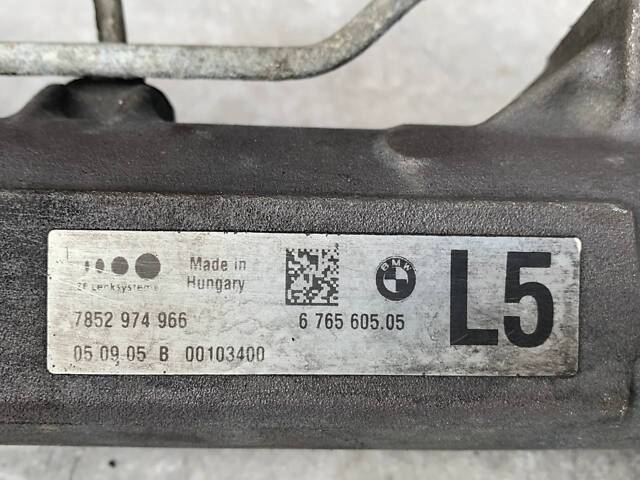 ZF Lenksysteme
Made in
Hungary
BMW
L5
7852 974 966
6 765 605.05
05 09 05 B 00103400